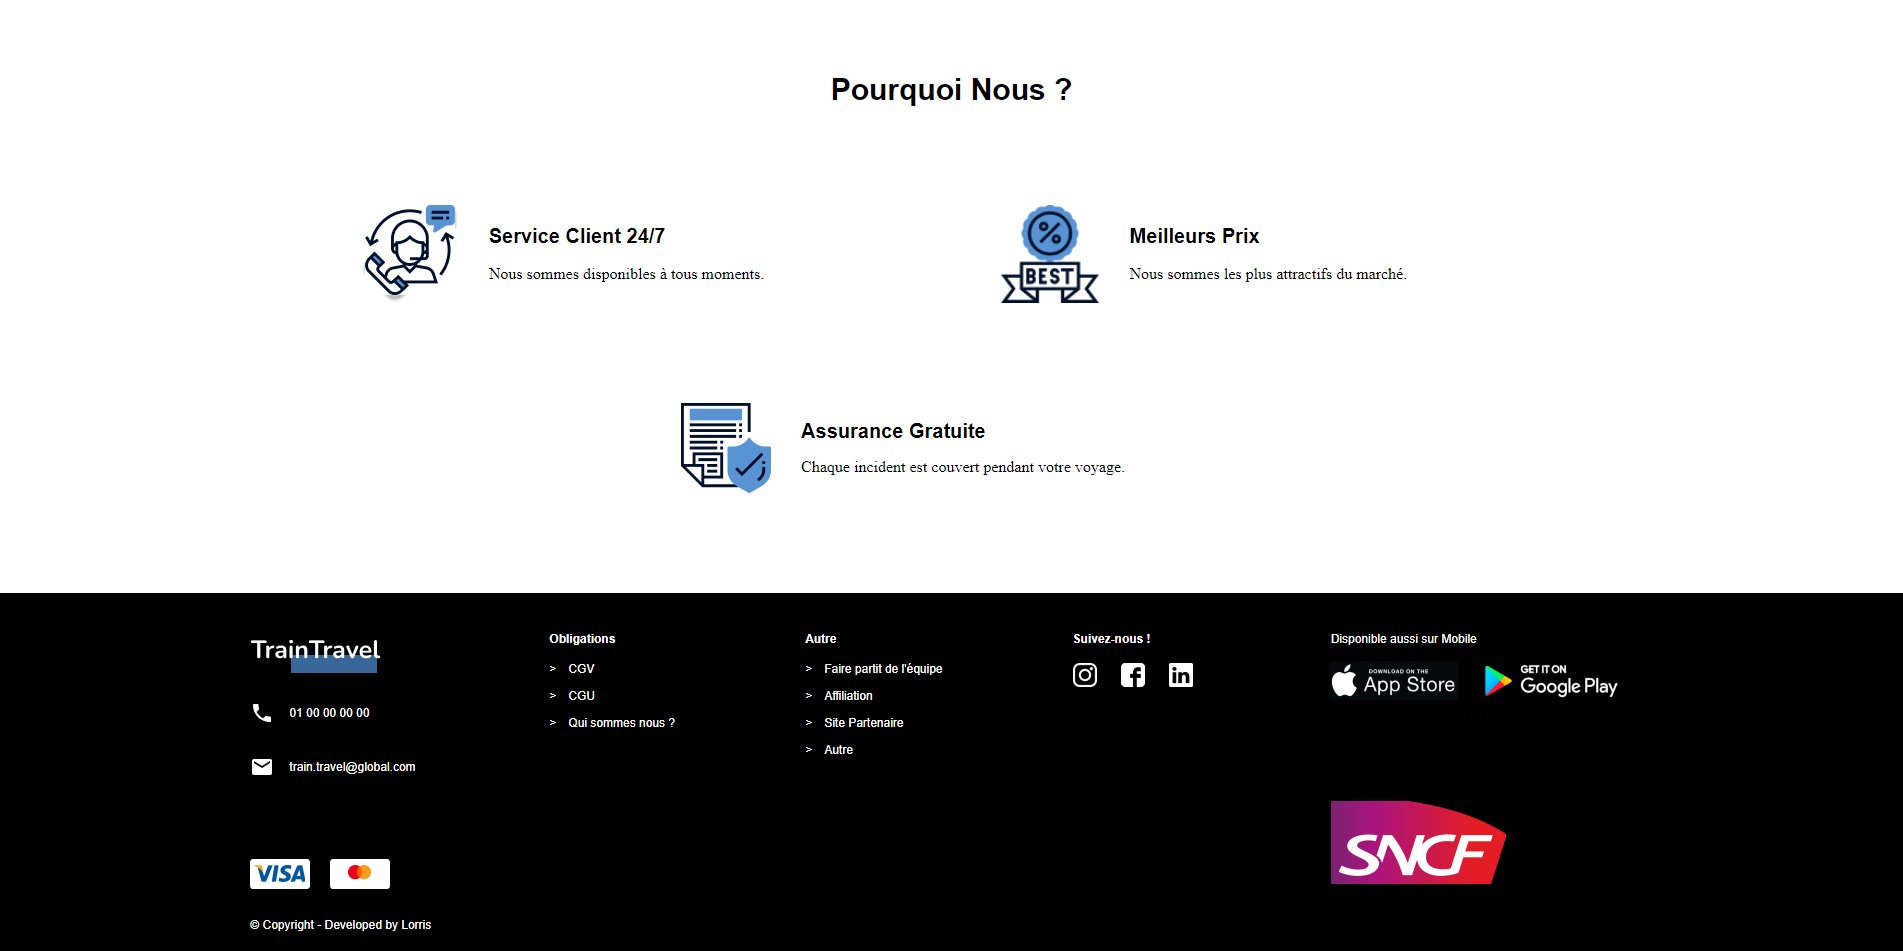 Pourquoi Nous ?
Service Client 24/7
Nous sommes disponibles à tous moments.
BEST
Meilleurs Prix
Nous sommes les plus attractifs du marché.
Assurance Gratuite
Chaque incident est couvert pendant votre voyage.
TrainTravel
01 00 00 00 00
train.travel@global.com
VISA
© Copyright - Developed by Lorris
Obligations
> CGV
> CGU
> Qui sommes nous ?
Autre
> Faire partit de l'équipe
> Affiliation
> Site Partenaire
> Autre
Suivez-nous !
in
Disponible aussi sur Mobile
DOWNLOAD ON THE
App Store
GET IT ON
Google Play
SNCF